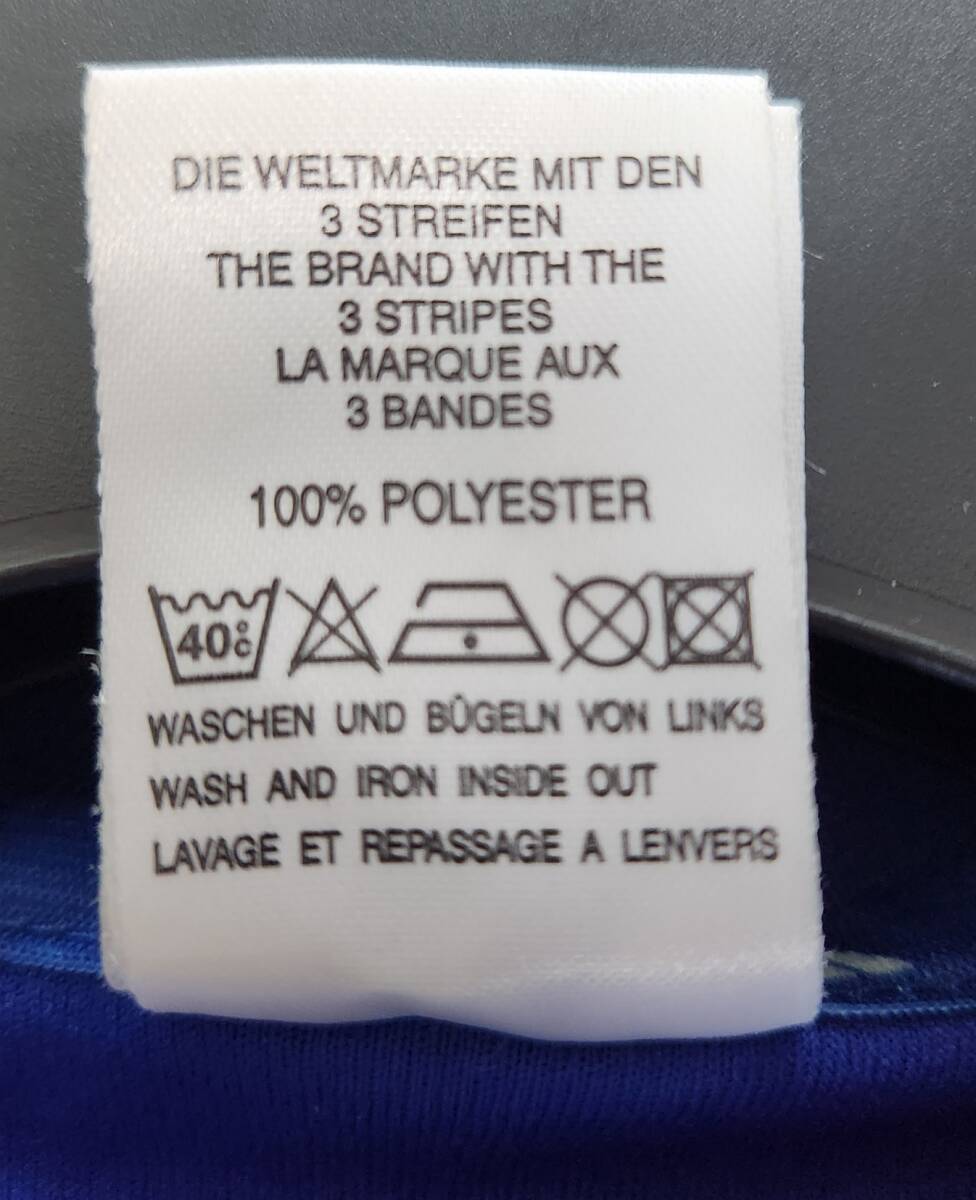 DIE WELTMARKE MIT DEN
3 STREIFEN
THE BRAND WITH THE
3 STRIPES
LA MARQUE AUX
3 BANDES
100% POLYESTER
40°C
WASCHEN UND BÜGELN VON LINKS
WASH AND IRON INSIDE OUT
LAVAGE ET REPASSAGE A LENVERS